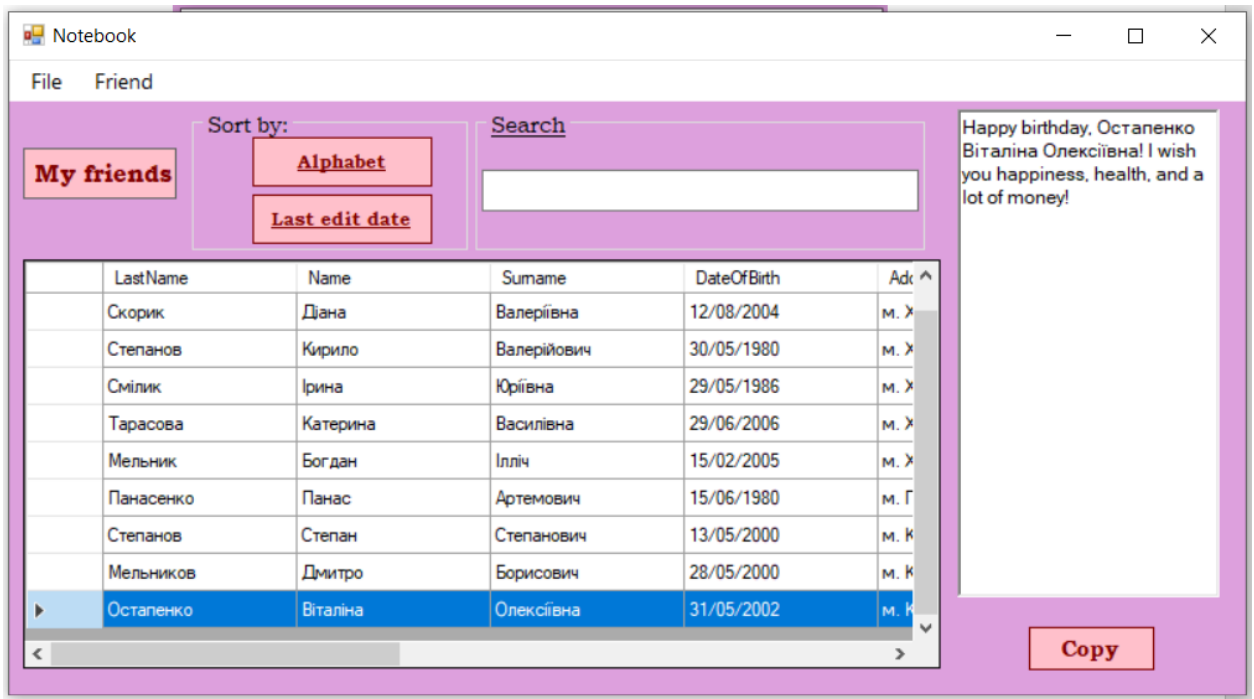 Notebook
File Friend
My friends
Sort by:
Alphabet
Last edit date
Search
Happy birthday, Остапенко
Віталіна Олексіївна! I wish
you happiness, health, and a
lot of money!
LastName Name Surname DateOfBirth
Скорик Діана Валеріївна 12/08/2004 м.
Степанов Кирило Валерійович 30/05/1980 м.
Смілик Ірина Юріївна 29/05/1986 м.
Тарасова Катерина Василівна 29/06/2006 м.
Мельник Богдан Ілліч 15/02/2005 м.
Панасенко Панас Артемович 15/06/1980 м.
Степанов Степан Степанович 13/05/2000 м.
Мельников Дмитро Борисович 28/05/2000 м.
Остапенко Віталіна Олексіївна 31/05/2002 м.
Copy